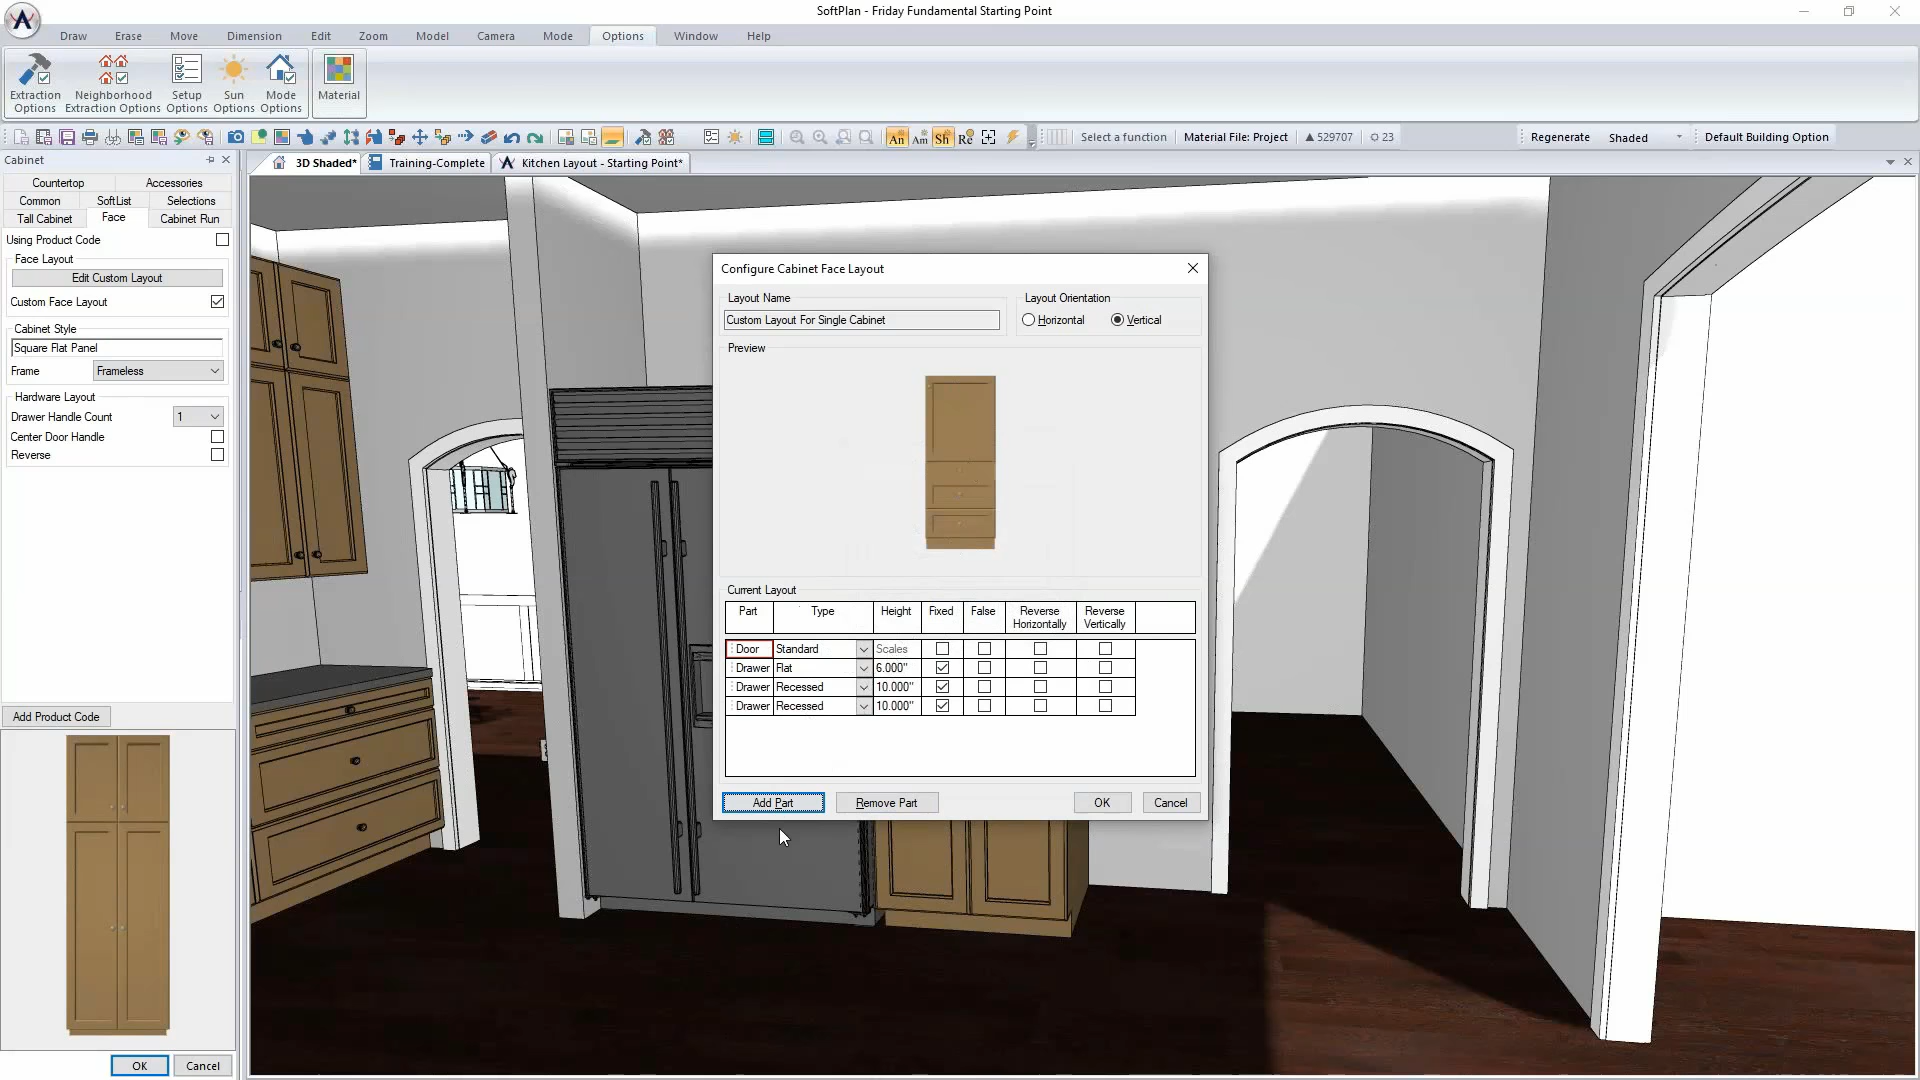 SoftPlan - Friday Fundamental Starting Point
Draw Erase Move Dimension Edit Zoom Model Camera Mode Options Window Help
Extraction Options
Neighborhood Extraction Options
Setup Options
Sun Options
Mode Options
Material
An Am Sh Re Select a function Material File: Project 529707 23 Regenerate Shaded Default Building Option
Cabinet
3D Shaded* Training-Complete Kitchen Layout - Starting Point*
Countertop Accessories
Common SoftList Selections
Tall Cabinet Face Cabinet Run
Using Product Code
Face Layout
Edit Custom Layout
Custom Face Layout
Cabinet Style
Square Flat Panel
Frame Frameless
Hardware Layout
Drawer Handle Count 1
Center Door Handle
Reverse
Add Product Code
OK Cancel
Configure Cabinet Face Layout
Layout Name Layout Orientation
Custom Layout For Single Cabinet Horizontal Vertical
Preview
Current Layout
Part Type Height Fixed False Reverse Horizontally Reverse Vertically
Door Standard Scales
Drawer Flat 6.000"
Drawer Recessed 10.000"
Drawer Recessed 10.000"
Add Part Remove Part OK Cancel